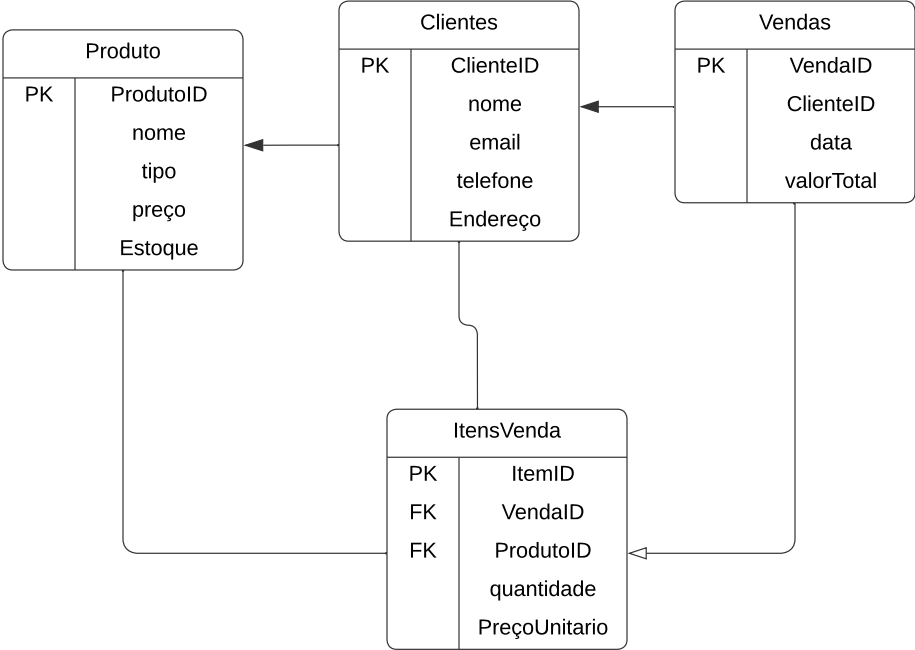 Produto
PK ProdutoID
nome
tipo
preço
Estoque
Clientes
PK ClienteID
nome
email
telefone
Endereço
Vendas
PK VendaID
ClienteID
data
valorTotal
ItensVenda
PK ItemID
FK VendaID
FK ProdutoID
quantidade
PreçoUnitario